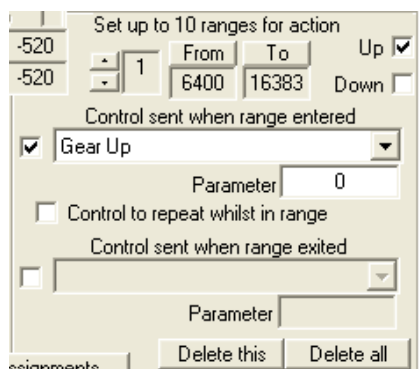 Set up to 10 ranges for action
-520 From To Up
1
-520 6400 16383 Down
Control sent when range entered
Gear Up
Parameter 0
Control to repeat whilst in range
Control sent when range exited
Parameter
Delete this Delete all